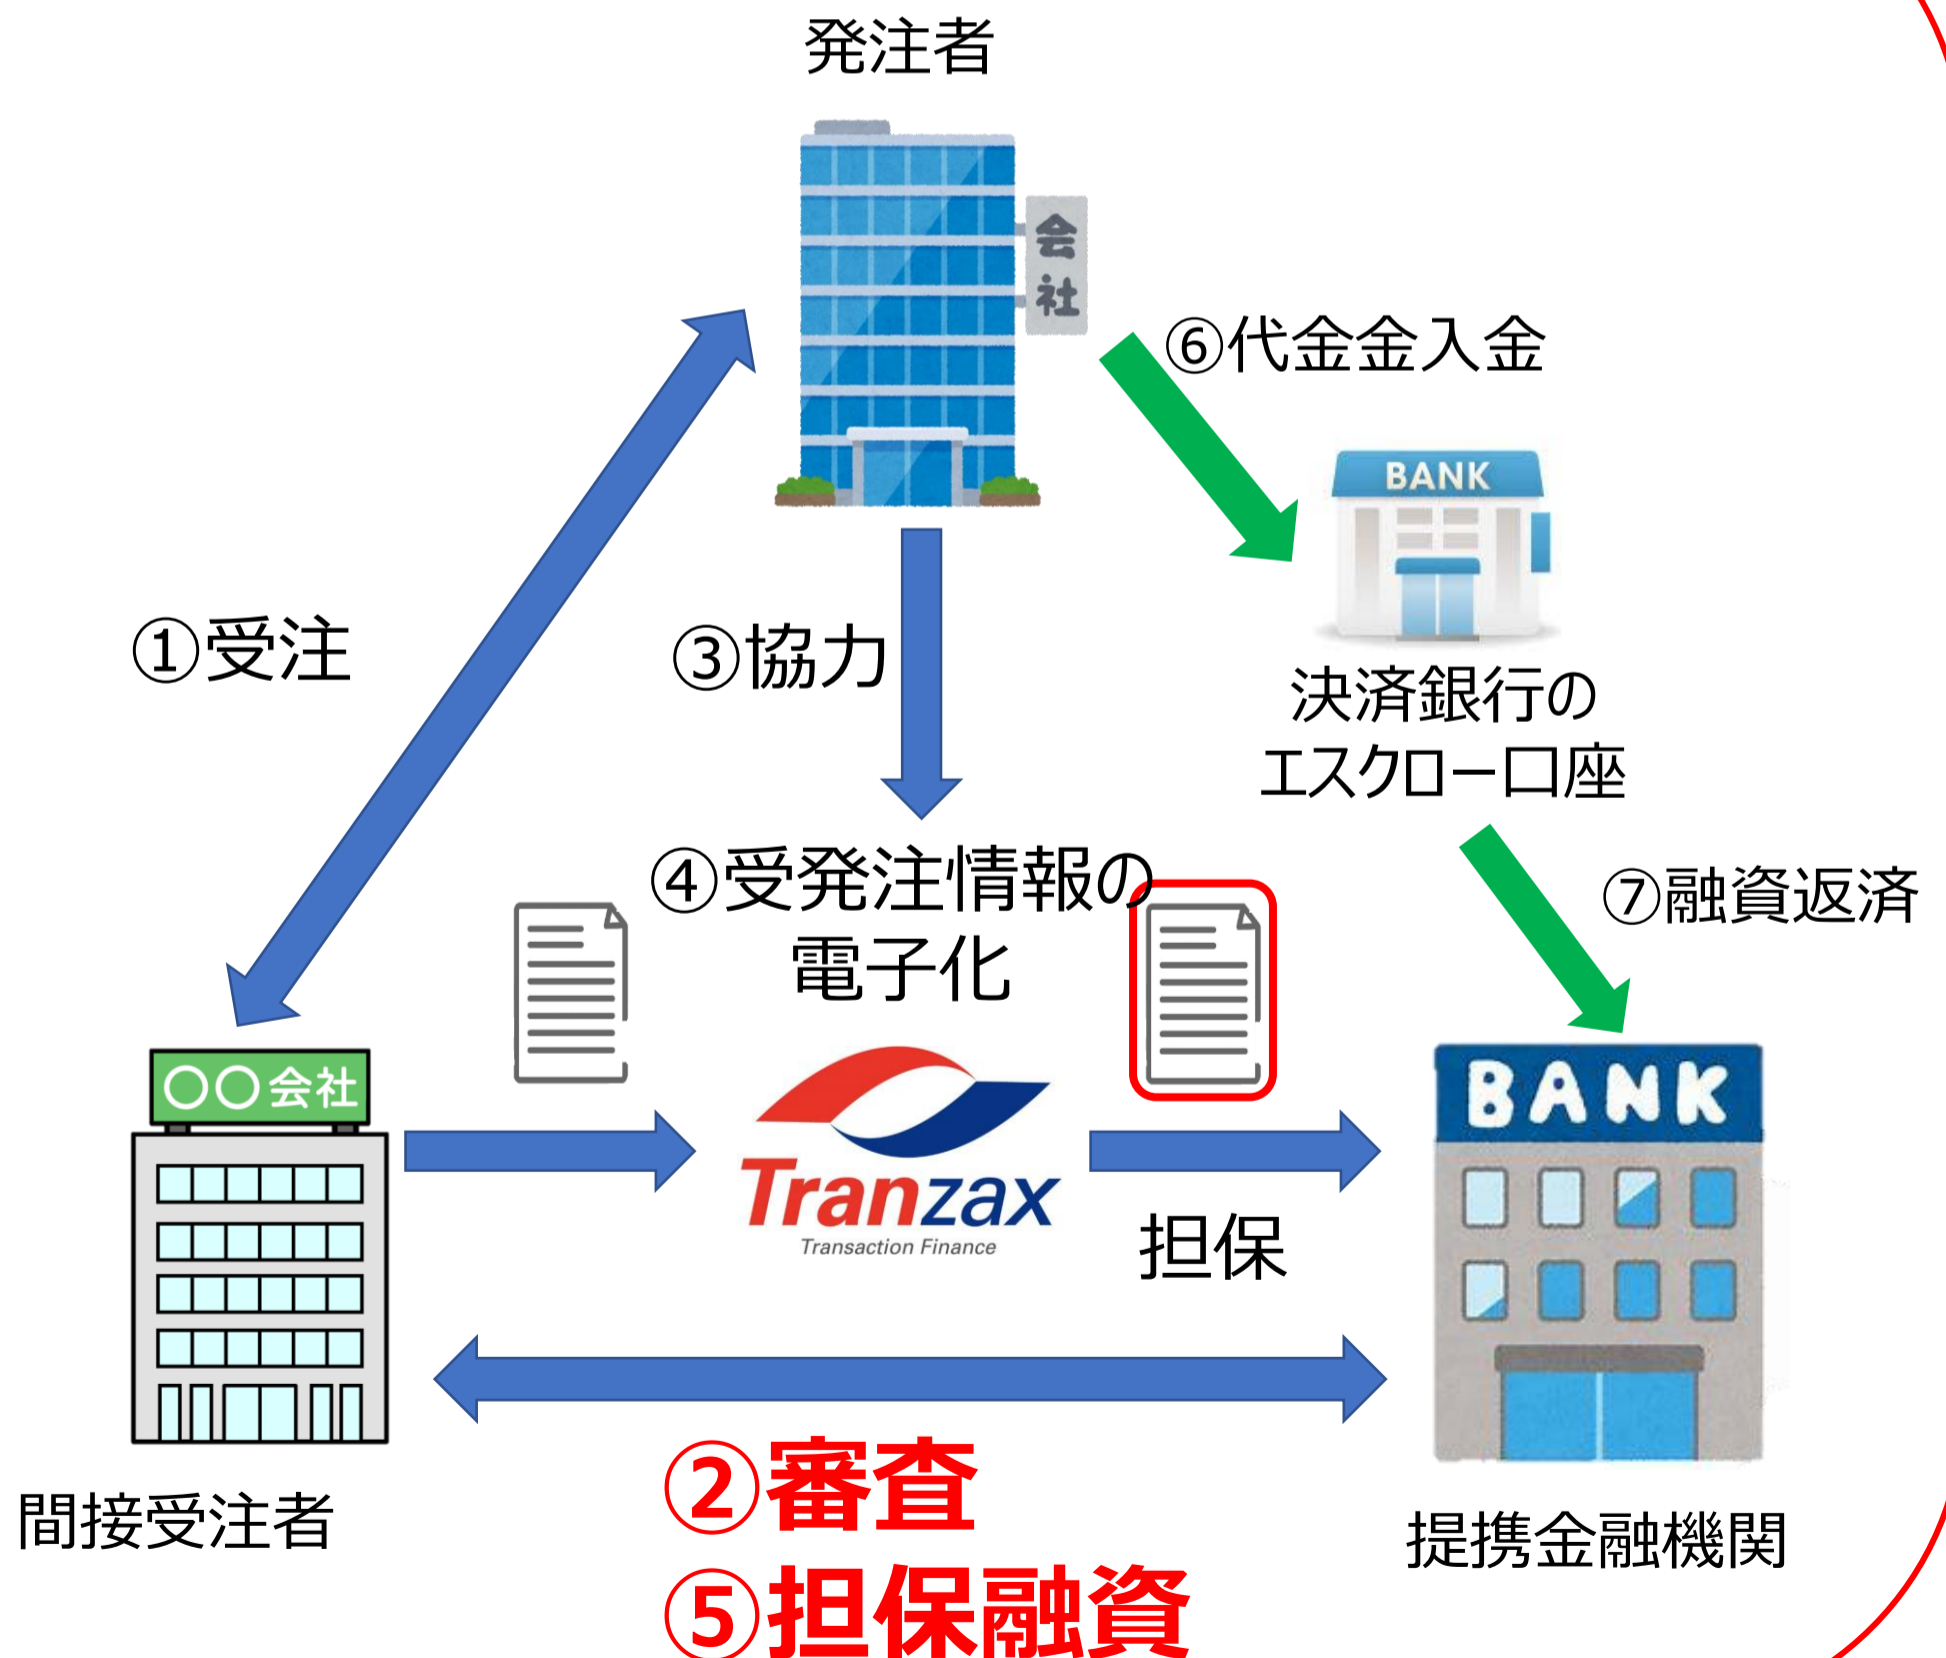 発注者
会社
⑥代金金入金
BANK
①受注
③協力
決済銀行の
エスクロー口座
④受発注情報の
電子化
⑦融資返済
〇〇会社
BANK
Tranzax
Transaction Finance
担保
②審査
⑤担保融資
間接受注者
提携金融機関